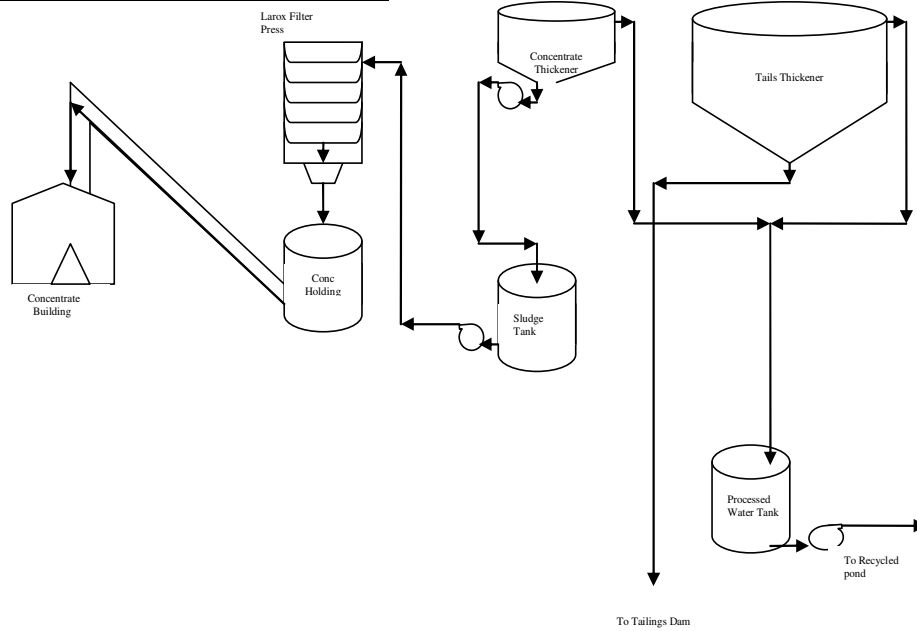 Larox Filter
Press
Concentrate
Thickener
Tails Thickener
Conc
Holding
Concentrate
Building
Sludge
Tank
Processed
Water Tank
To Recycled
pond
To Tailings Dam